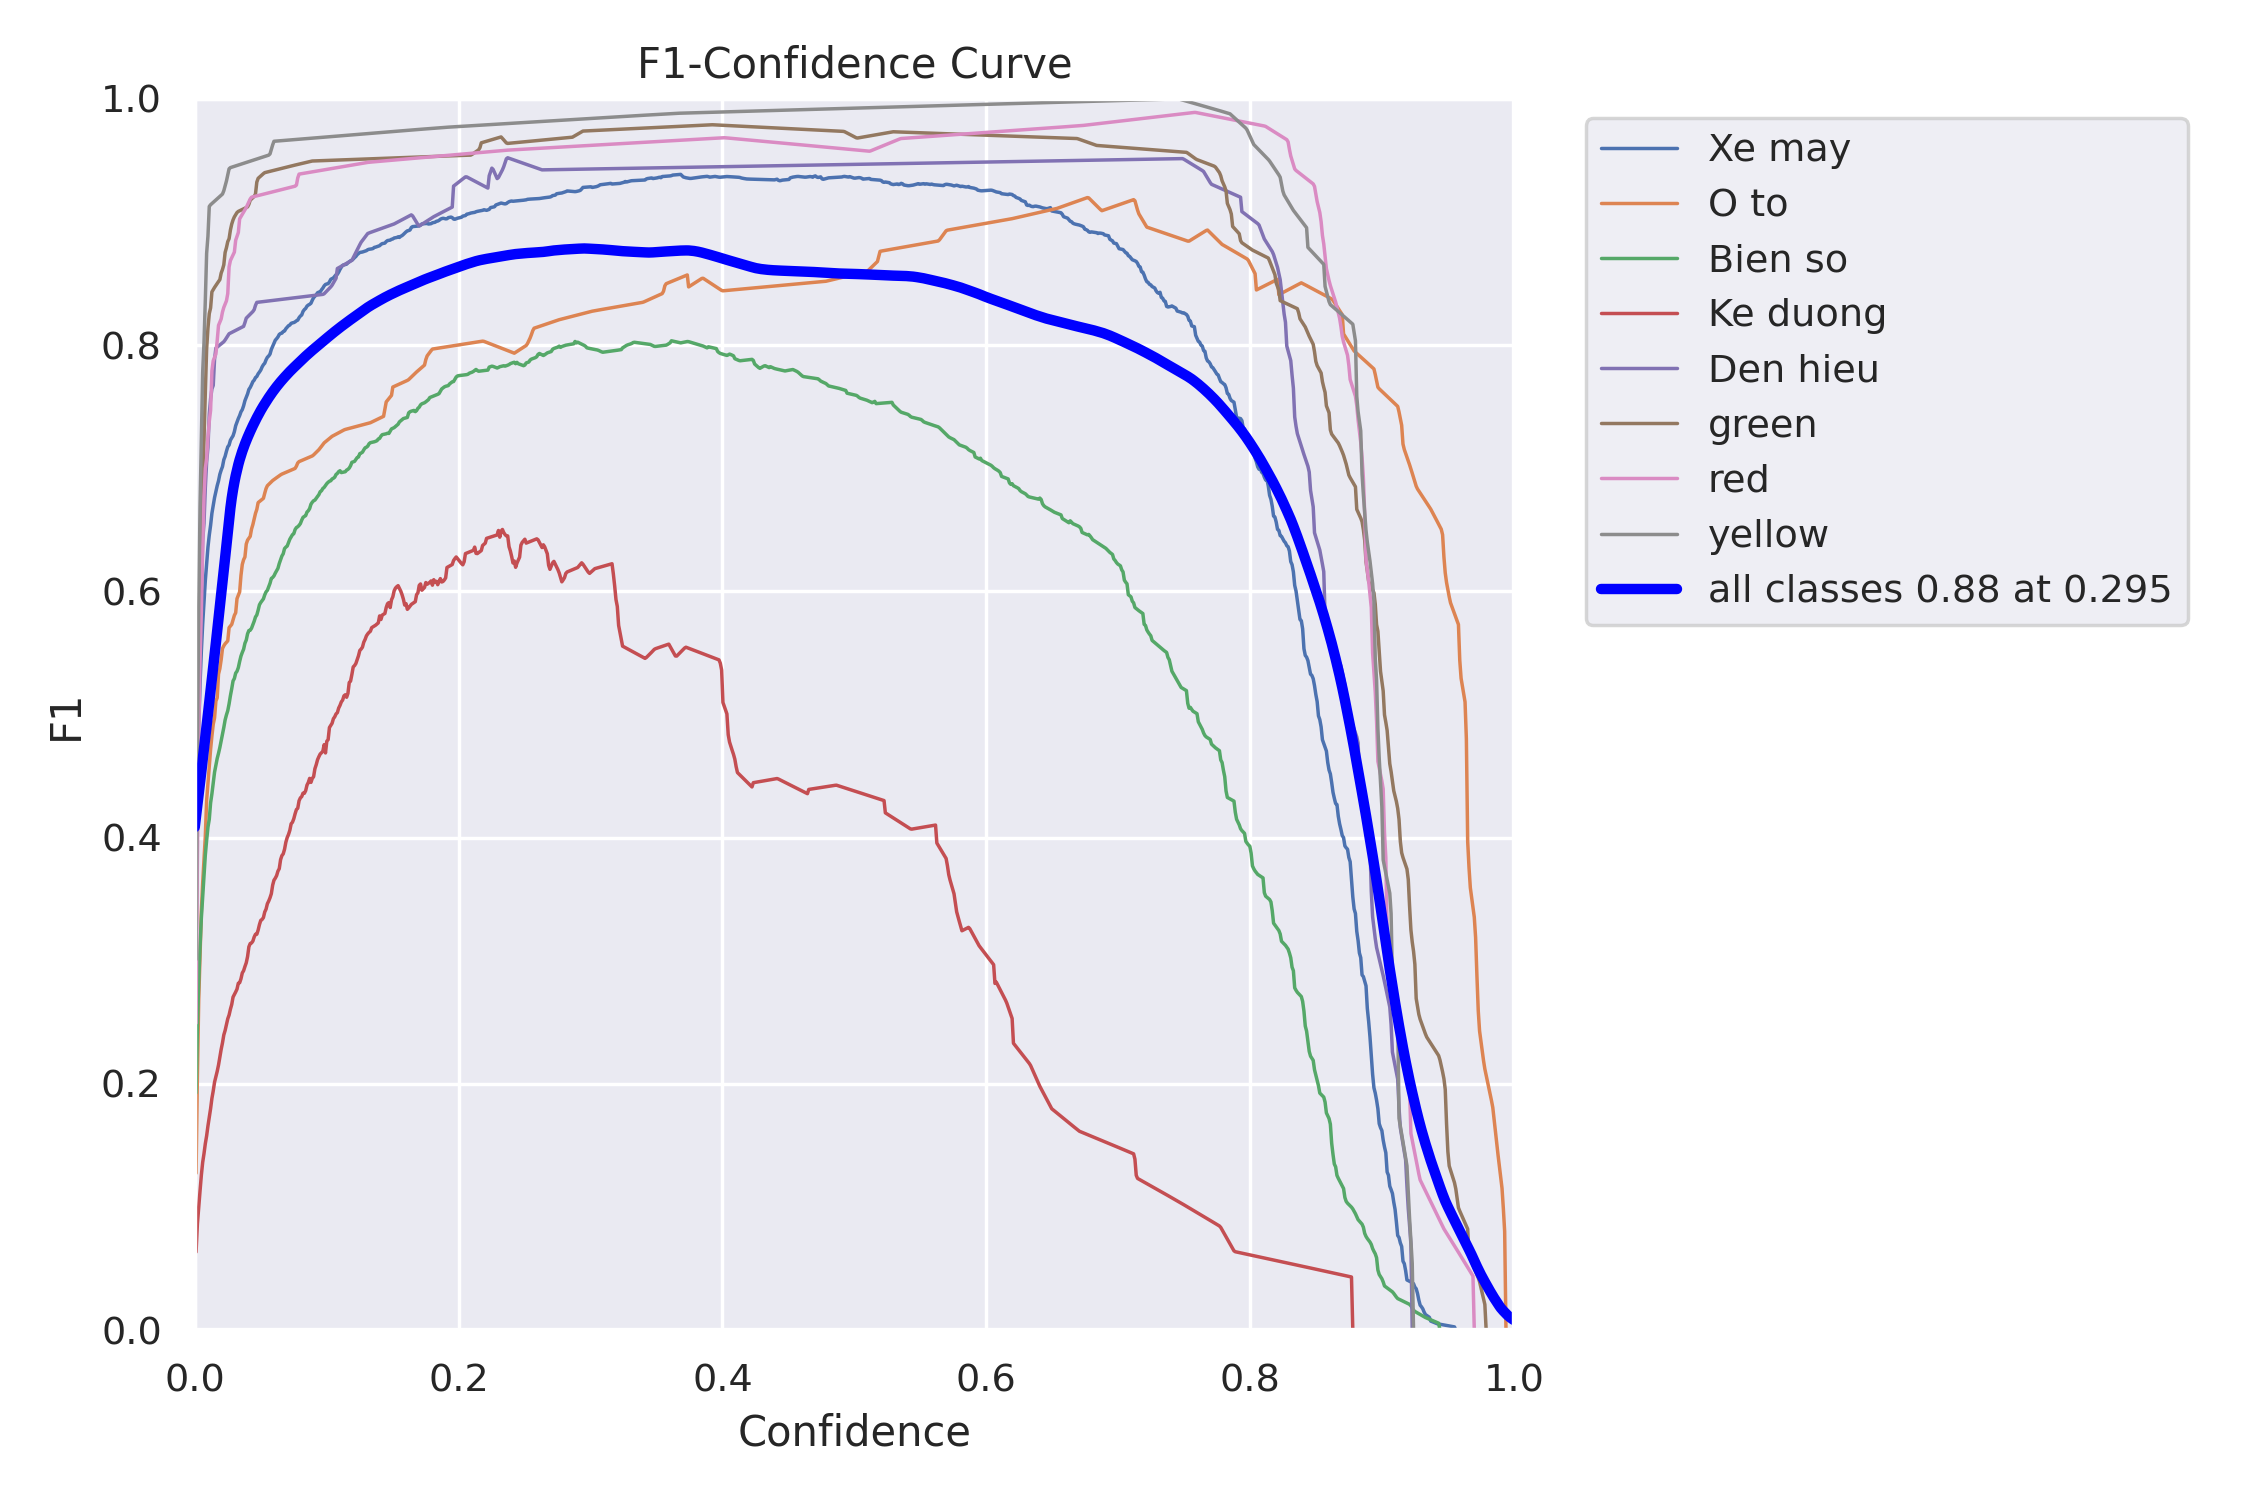 F1-Confidence Curve
1.0
0.8
0.6
0.4
0.2
0.0
F1
0.0 0.2 0.4 0.6 0.8 1.0
Confidence
Xe may
O to
Bien so
Ke duong
Den hieu
green
red
yellow
all classes 0.88 at 0.295